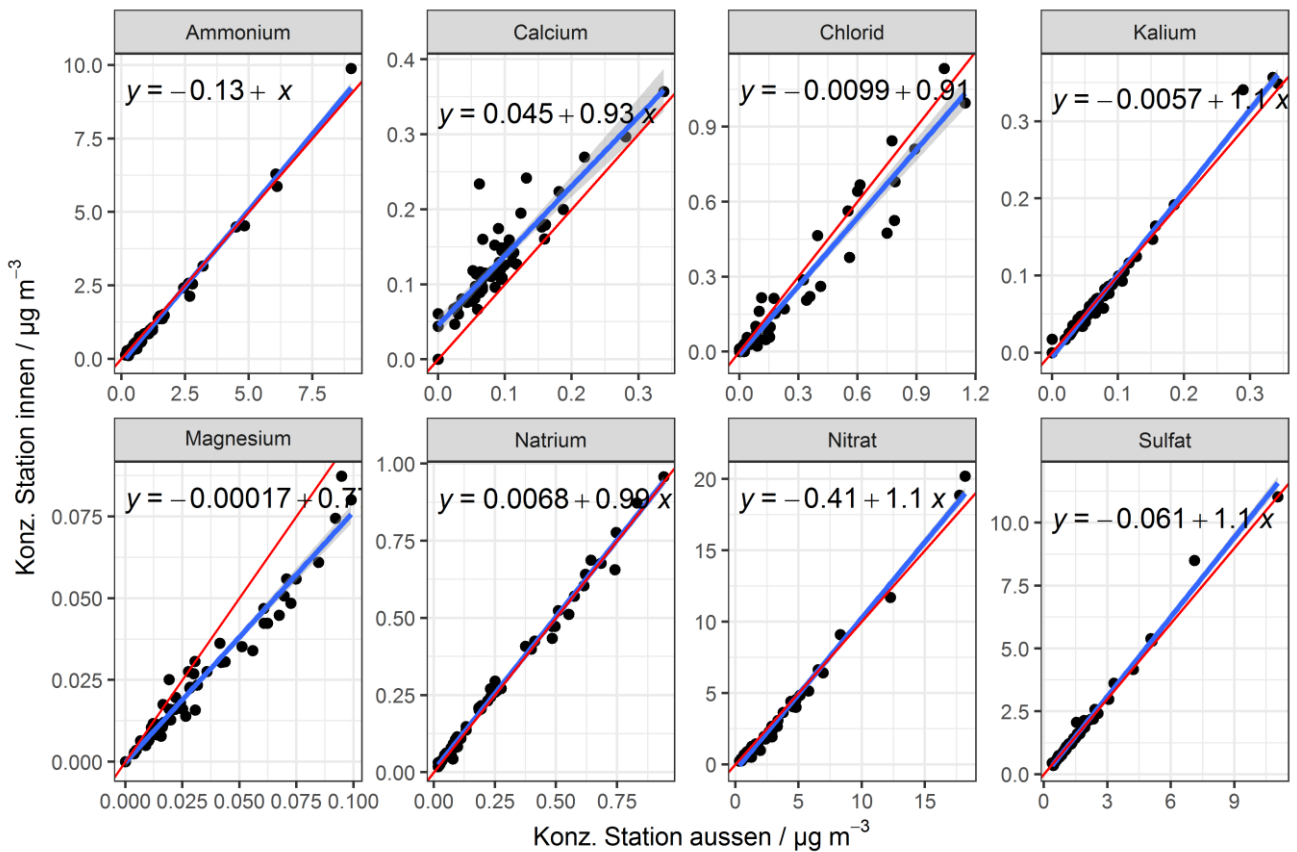 Ammonium
Calcium
Chlorid
Kalium
y = −0.13 + x
y = 0.045 + 0.93 x
y = −0.0099 + 0.91
y = −0.0057 + 1.1 x
10.0
7.5
5.0
2.5
0.0
0.4
0.3
0.2
0.1
0.0
0.9
0.6
0.3
0.0
0.3
0.2
0.1
0.0
0.0 2.5 5.0 7.5
0.0 0.1 0.2 0.3
0.0 0.3 0.6 0.9 1.2
0.0 0.1 0.2 0.3
Konz. Station innen / µg m⁻³
Magnesium
Natrium
Nitrat
Sulfat
y = −0.00017 + 0.77
y = 0.0068 + 0.99 x
y = −0.41 + 1.1 x
y = −0.061 + 1.1 x
0.075
0.050
0.025
0.000
1.00
0.75
0.50
0.25
0.00
20
15
10
5
0
10.0
7.5
5.0
2.5
0.0
0.000 0.025 0.050 0.075 0.100
0.00 0.25 0.50 0.75
0 5 10 15
0 3 6 9
Konz. Station aussen / µg m⁻³